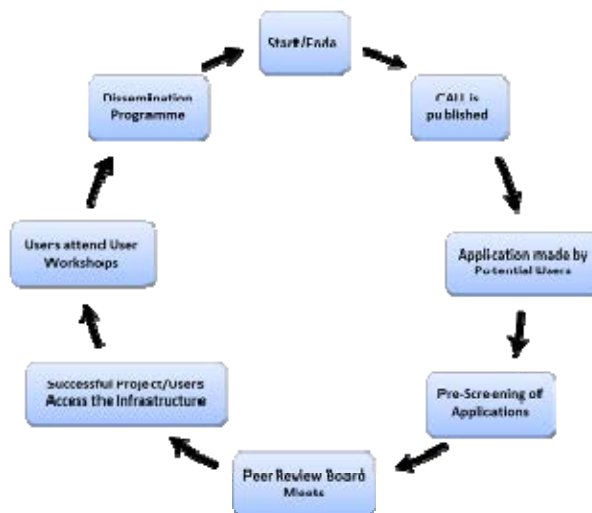 Start/Ends
CALL is
published
Application made by
Potential Users
Pre-Screening of
Applications
Peer Review Board
Meets
Successful Project/Users
Access the Infrastructure
Users attend User
Workshops
Dissemination
Programme